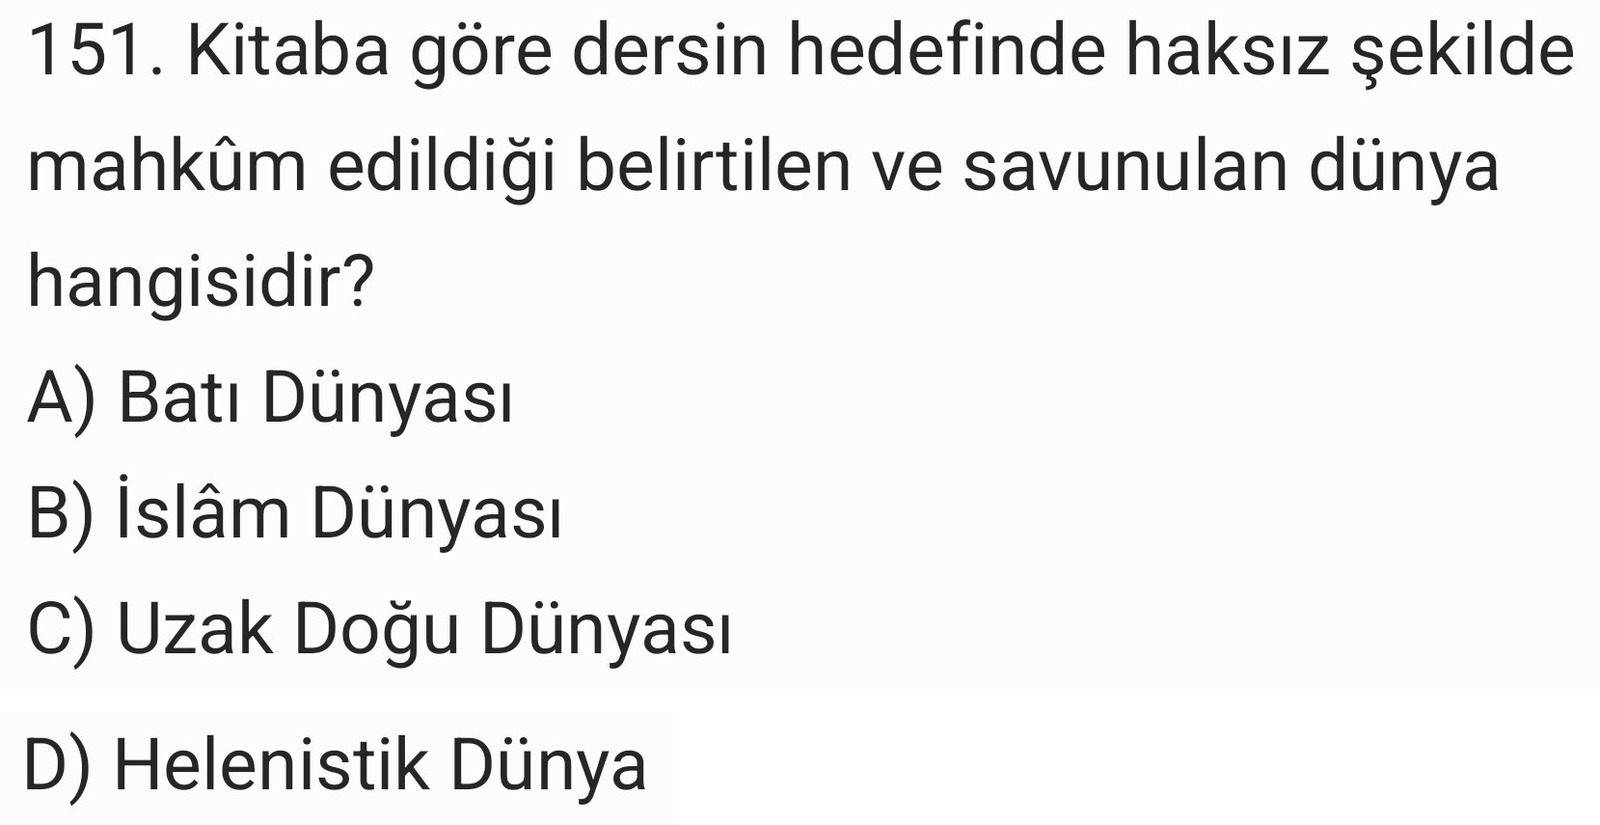 151. Kitaba göre dersin hedefinde haksız şekilde
mahkûm edildiği belirtilen ve savunulan dünya
hangisidir?
A) Batı Dünyası
B) İslâm Dünyası
C) Uzak Doğu Dünyası
D) Helenistik Dünya